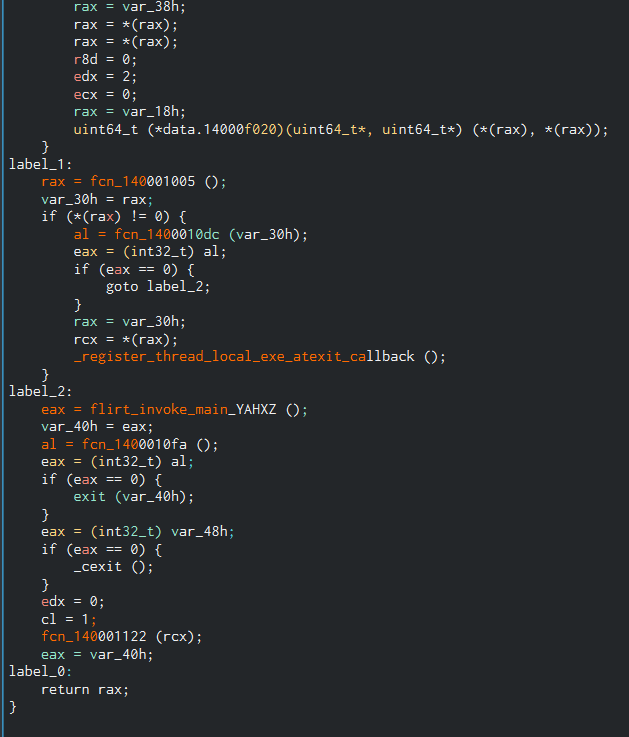 rax = var_38h;
rax = *(rax);
rax = *(rax);
r8d = 0;
edx = 2;
ecx = 0;
rax = var_18h;
uint64_t (*data.14000f020)(uint64_t*, uint64_t*) (*(rax), *(rax));
}
label_1:
rax = fcn_140001005 ();
var_30h = rax;
if (*(rax) != 0) {
al = fcn_1400010dc (var_30h);
eax = (int32_t) al;
if (eax == 0) {
goto label_2;
}
rax = var_30h;
rcx = *(rax);
_register_thread_local_exe_atexit_callback ();
}
label_2:
eax = flirt_invoke_main_YAHXZ ();
var_40h = eax;
al = fcn_1400010fa ();
eax = (int32_t) al;
if (eax == 0) {
exit (var_40h);
}
eax = (int32_t) var_48h;
if (eax == 0) {
_cexit ();
}
edx = 0;
cl = 1;
fcn_140001122 (rcx);
eax = var_40h;
label_0:
return rax;
}